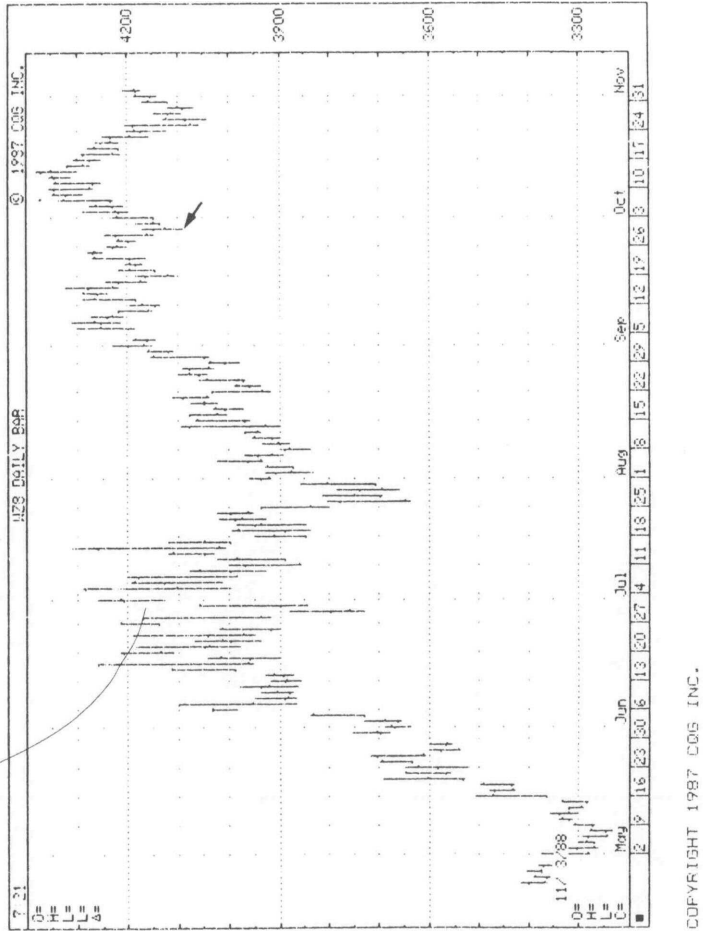 7 21 WZ8 DAILY BAR © 1987 CQG INC.
O=
H=
L=
L=
Δ=
4200
3900
3600
3300
11/ 3/88
O=
H=
L=
C=
May Jun Jul Aug Sep Oct Nov
2 9 16 23 30 6 13 20 27 4 11 18 25 1 8 15 22 29 5 12 19 26 3 10 17 24 31
COPYRIGHT 1987 CQG INC.